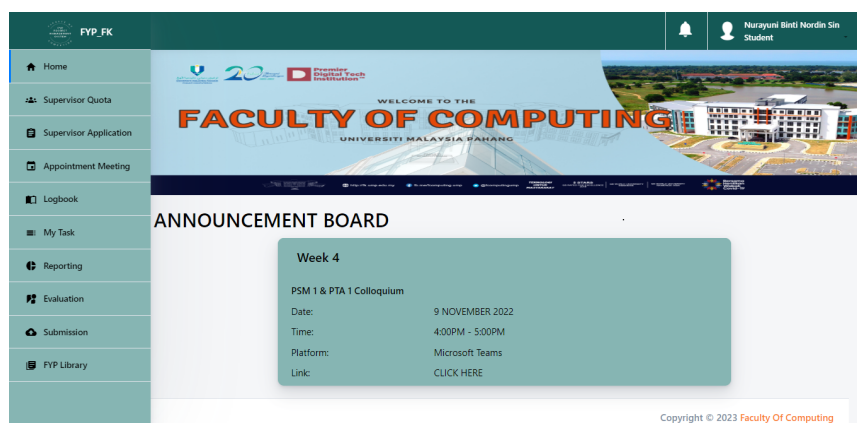 FYP_FK
Nurayuni Binti Nordin Sin
Student
Home
Supervisor Quota
Supervisor Application
Appointment Meeting
Logbook
My Task
Reporting
Evaluation
Submission
FYP Library
20
Premier
Digital Tech
Institution
WELCOME TO THE
FACULTY OF COMPUTING
UNIVERSITI MALAYSIA PAHANG
ANNOUNCEMENT BOARD
Week 4
PSM 1 & PTA 1 Colloquium
Date: 9 NOVEMBER 2022
Time: 4:00PM - 5:00PM
Platform: Microsoft Teams
Link: CLICK HERE
Copyright © 2023 Faculty Of Computing